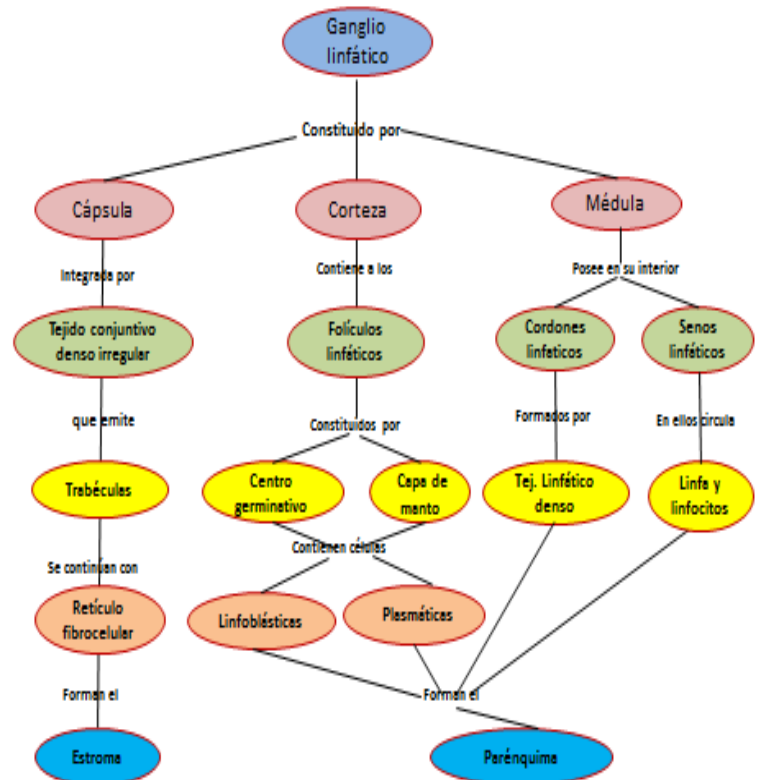 Ganglio
linfático
Constituido por
Cápsula
Corteza
Médula
Integrada por
Contiene a los
Posee en su interior
Tejido conjuntivo
denso irregular
Folículos
linfáticos
Cordones
linfaticos
Senos
linfáticos
que emite
Constituidos por
Formados por
En ellos circula
Trabéculas
Centro
germinativo
Capa de
manto
Tej. Linfático
denso
Linfa y
linfocitos
Se continúan con
Contienen células
Retículo
fibrocelular
Linfoblásticas
Plasmáticas
Forman el
Forman el
Estroma
Parénquima